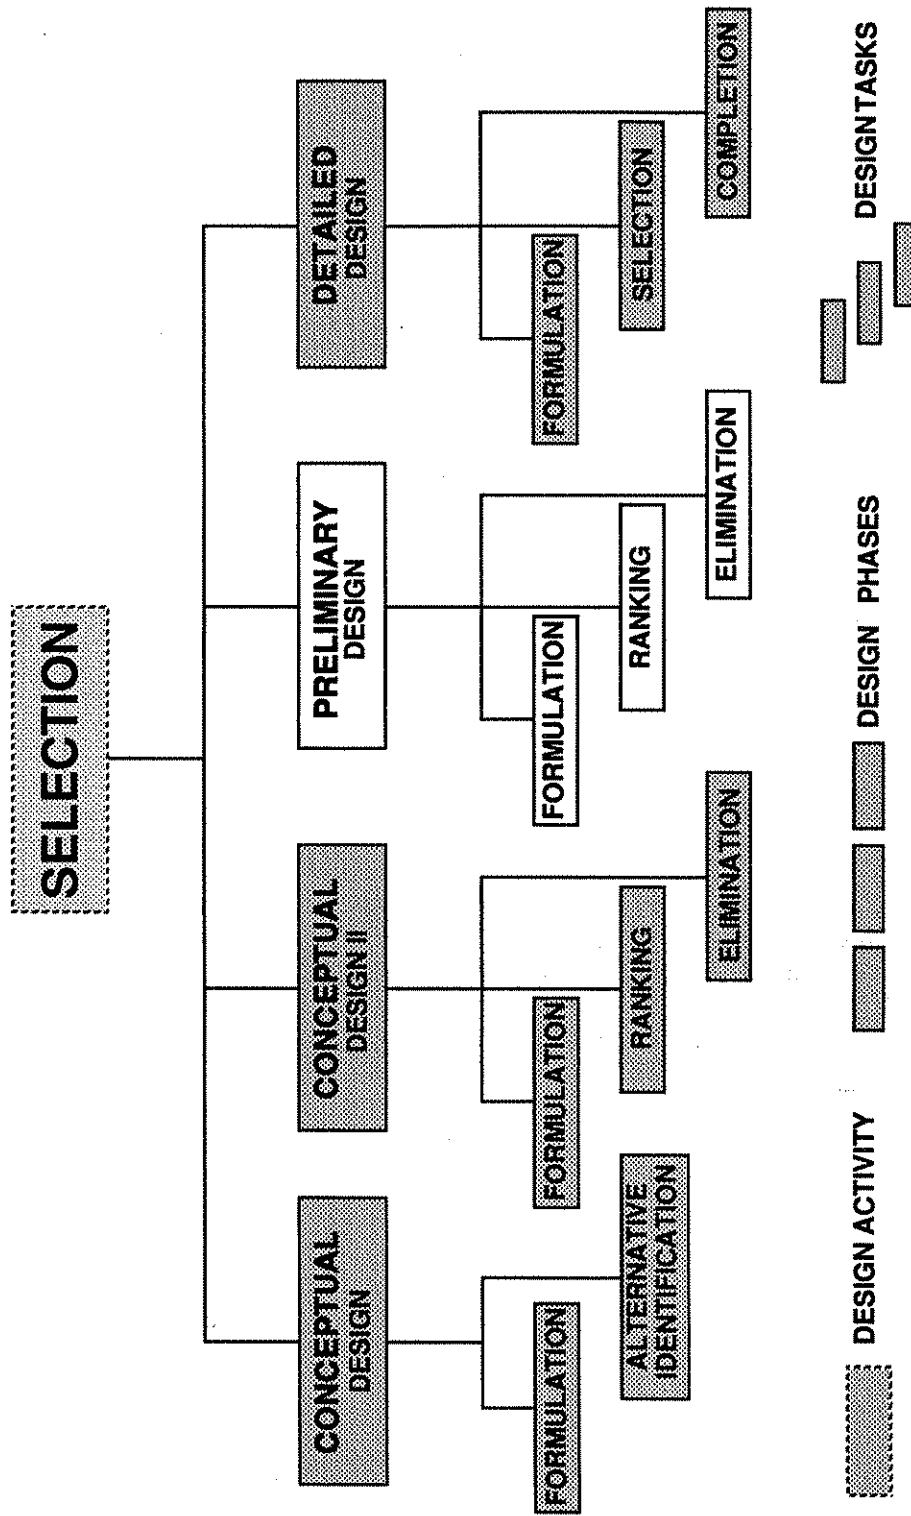 SELECTION
CONCEPTUAL
DESIGN
CONCEPTUAL
DESIGN II
PRELIMINARY
DESIGN
DETAILED
DESIGN
FORMULATION
ALTERNATIVE
IDENTIFICATION
FORMULATION
RANKING
ELIMINATION
FORMULATION
RANKING
ELIMINATION
FORMULATION
SELECTION
COMPLETION
DESIGN ACTIVITY
DESIGN PHASES
DESIGN TASKS